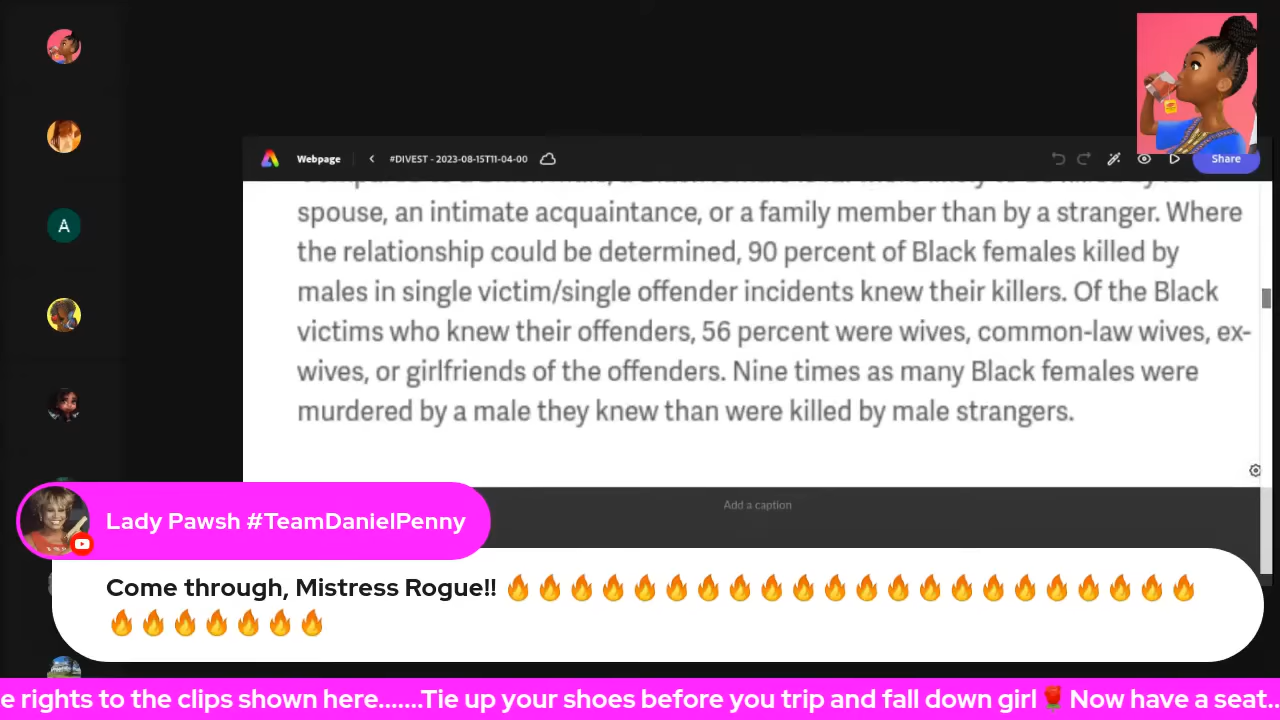 Webpage
#DIVEST - 2023-08-15T11-04-00
Share
spouse, an intimate acquaintance, or a family member than by a stranger. Where
the relationship could be determined, 90 percent of Black females killed by
males in single victim/single offender incidents knew their killers. Of the Black
victims who knew their offenders, 56 percent were wives, common-law wives, ex-
wives, or girlfriends of the offenders. Nine times as many Black females were
murdered by a male they knew than were killed by male strangers.
A
Add a caption
Lady Pawsh #TeamDanielPenny
Come through, Mistress Rogue!! 🔥🔥🔥🔥🔥🔥🔥🔥🔥🔥🔥🔥🔥🔥🔥🔥🔥🔥🔥🔥🔥🔥
🔥🔥🔥🔥🔥🔥🔥
e rights to the clips shown here.......Tie up your shoes before you trip and fall down girl🌹Now have a seat..